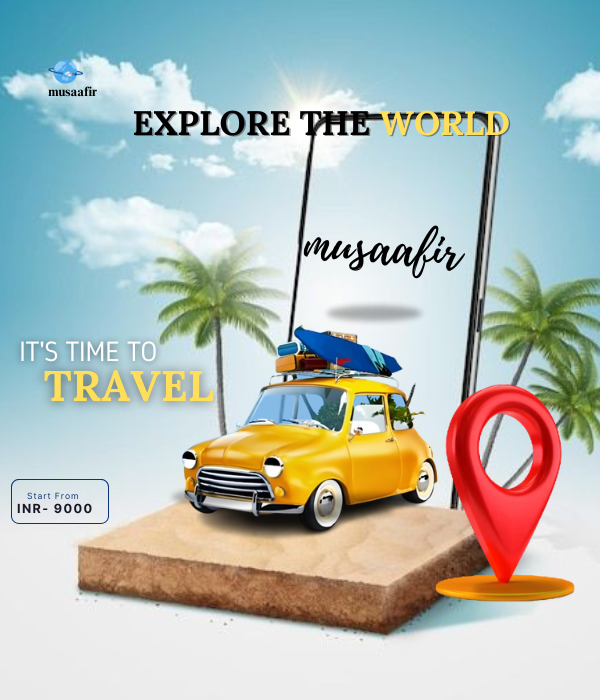 musaafir
EXPLORE THE WORLD
musaafir
IT'S TIME TO
TRAVEL
Start From
INR- 9000